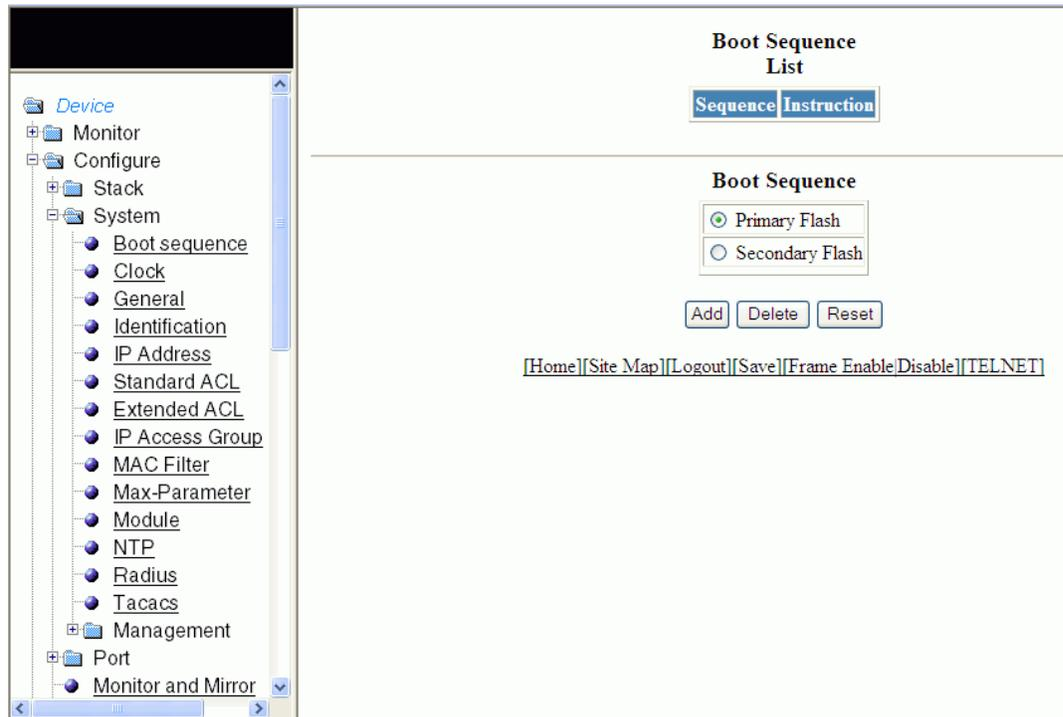 Device
Monitor
Configure
Stack
System
Boot sequence
Clock
General
Identification
IP Address
Standard ACL
Extended ACL
IP Access Group
MAC Filter
Max-Parameter
Module
NTP
Radius
Tacacs
Management
Port
Monitor and Mirror
Boot Sequence
List
Sequence Instruction
Boot Sequence
Primary Flash
Secondary Flash
Add Delete Reset
[Home][Site Map][Logout][Save][Frame Enable|Disable][TELNET]